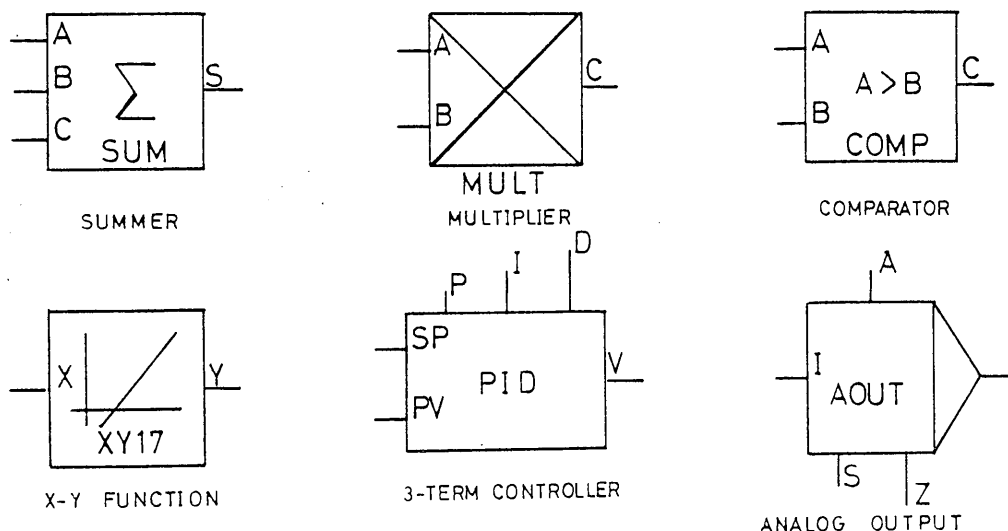 A
B
C
Σ
SUM
S
SUMMER
A
B
C
MULT
MULTIPLIER
A
B
A > B
COMP
C
COMPARATOR
X
Y
XY17
X-Y FUNCTION
P
I
D
SP
PV
PID
V
3-TERM CONTROLLER
A
I
AOUT
S
Z
ANALOG OUTPUT